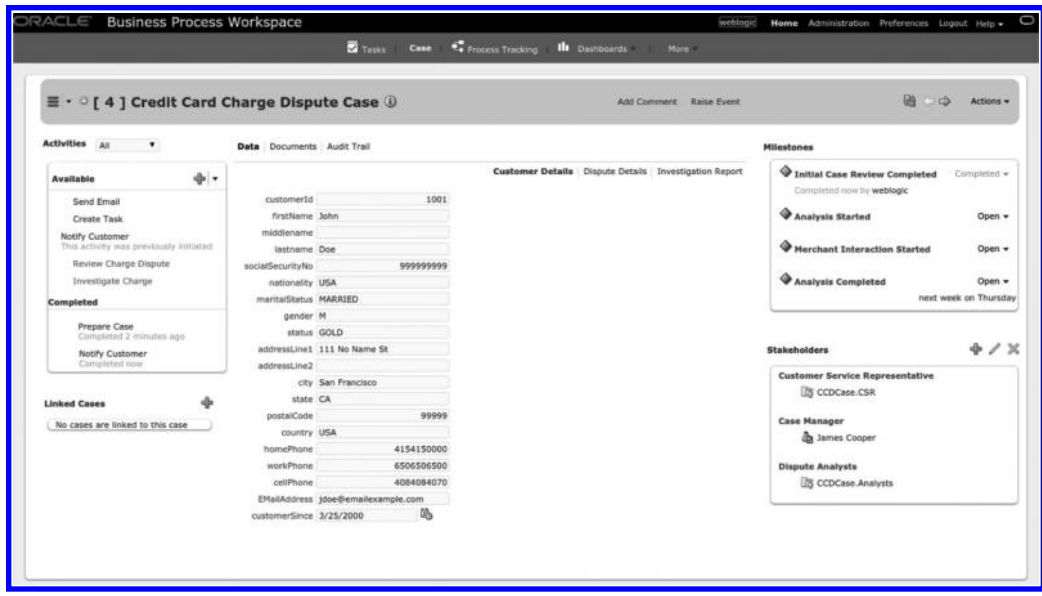 ORACLE Business Process Workspace
weblogic Home Administration Preferences Logout Help
Tasks Case Process Tracking Dashboards More
[ 4 ] Credit Card Charge Dispute Case
Add Comment Raise Event
Actions
Activities All
Available
Send Email
Create Task
Notify Customer
This activity was previously initiated
Review Charge Dispute
Investigate Charge
Completed
Prepare Case
Completed 2 minutes ago
Notify Customer
Completed now
Linked Cases
No cases are linked to this case
Data Documents Audit Trail
Customer Details Dispute Details Investigation Report
customerId 1001
firstName John
middlename
lastname Doe
socialSecurityNo 999999999
nationality USA
maritalStatus MARRIED
gender M
status GOLD
addressLine1 111 No Name St
addressLine2
city San Francisco
state CA
postalCode 99999
country USA
homePhone 4154150000
workPhone 6506506500
cellPhone 4084084070
EMailAddress jdoe@emailexample.com
customerSince 3/25/2000
Milestones
Initial Case Review Completed Completed
Completed now by weblogic
Analysis Started Open
Merchant Interaction Started Open
Analysis Completed Open
next week on Thursday
Stakeholders
Customer Service Representative
CCDCase.CSR
Case Manager
James Cooper
Dispute Analysts
CCDCase.Analysts